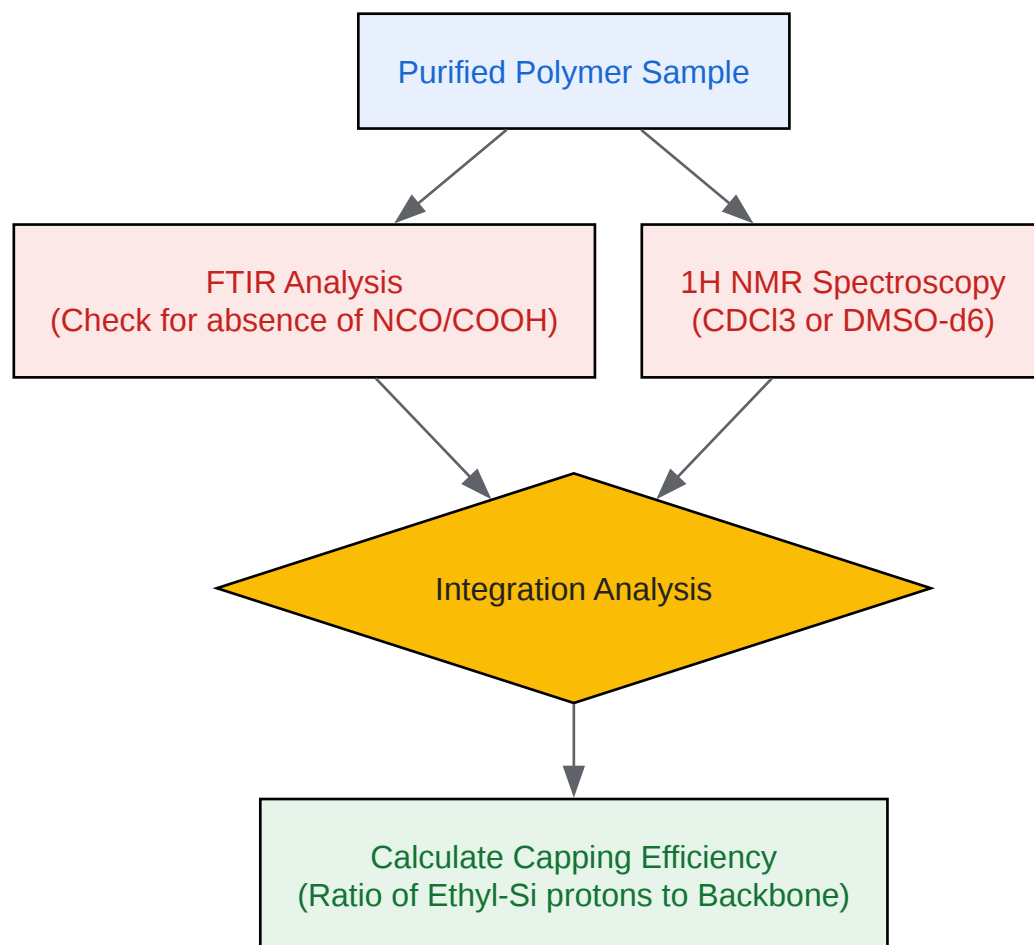 Purified Polymer Sample
FTIR Analysis
(Check for absence of NCO/COOH)
1H NMR Spectroscopy
(CDCl3 or DMSO-d6)
Integration Analysis
Calculate Capping Efficiency
(Ratio of Ethyl-Si protons to Backbone)